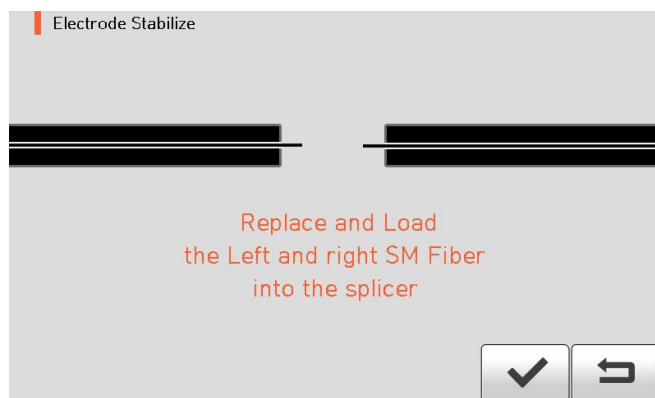 Electrode Stabilize
Replace and Load
the Left and right SM Fiber
into the splicer